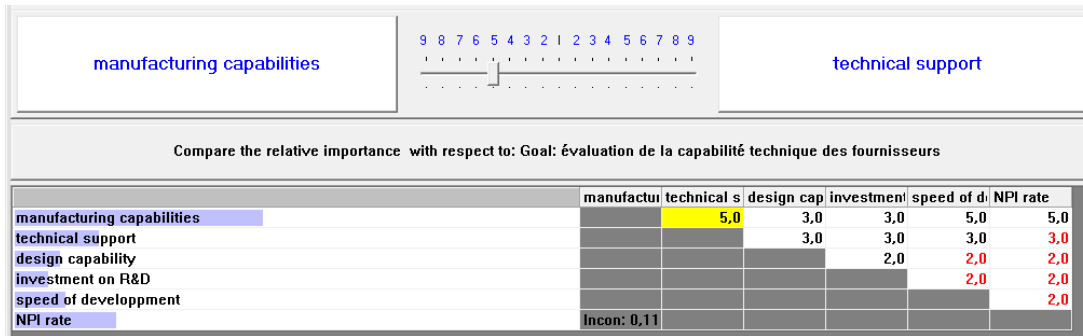 manufacturing capabilities
9 8 7 6 5 4 3 2 1 2 3 4 5 6 7 8 9
technical support
Compare the relative importance with respect to: Goal: évaluation de la capabilité technique des fournisseurs
manufactui technical s design cap investment speed of d NPI rate
manufacturing capabilities 5,0 3,0 3,0 5,0 5,0
technical support 3,0 3,0 3,0 3,0
design capability 2,0 2,0 2,0
investment on R&D 2,0 2,0
speed of developpment 2,0
NPI rate Incon: 0,11